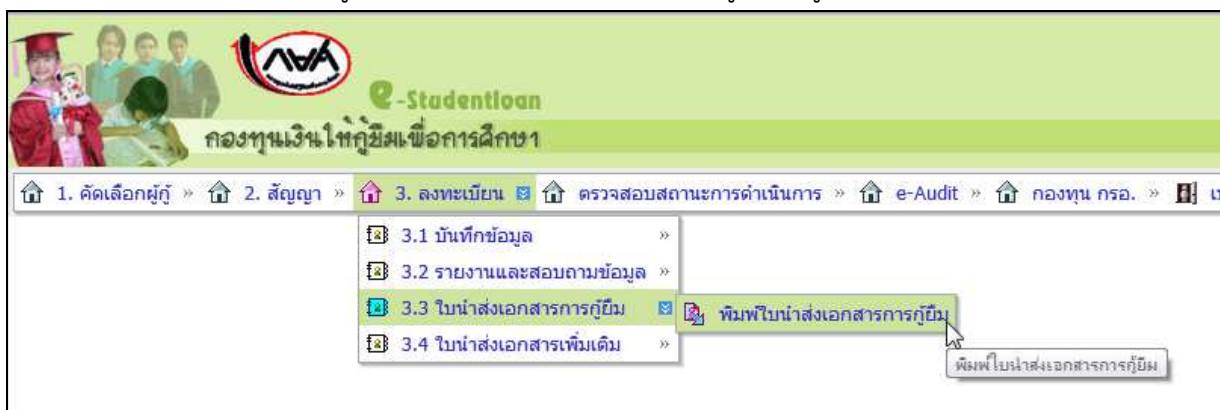 กยศ
e-Studentloan
กองทุนเงินให้กู้ยืมเพื่อการศึกษา
1. คัดเลือกผู้กู้ » 2. สัญญา » 3. ลงทะเบียน ตรวจสอบสถานะการดำเนินการ » e-Audit » กองทุน กรอ. »
3.1 บันทึกข้อมูล »
3.2 รายงานและสอบถามข้อมูล »
3.3 ใบนำส่งเอกสารการกู้ยืม พิมพ์ใบนำส่งเอกสารการกู้ยืม
3.4 ใบนำส่งเอกสารเพิ่มเติม »
พิมพ์ใบนำส่งเอกสารการกู้ยืม